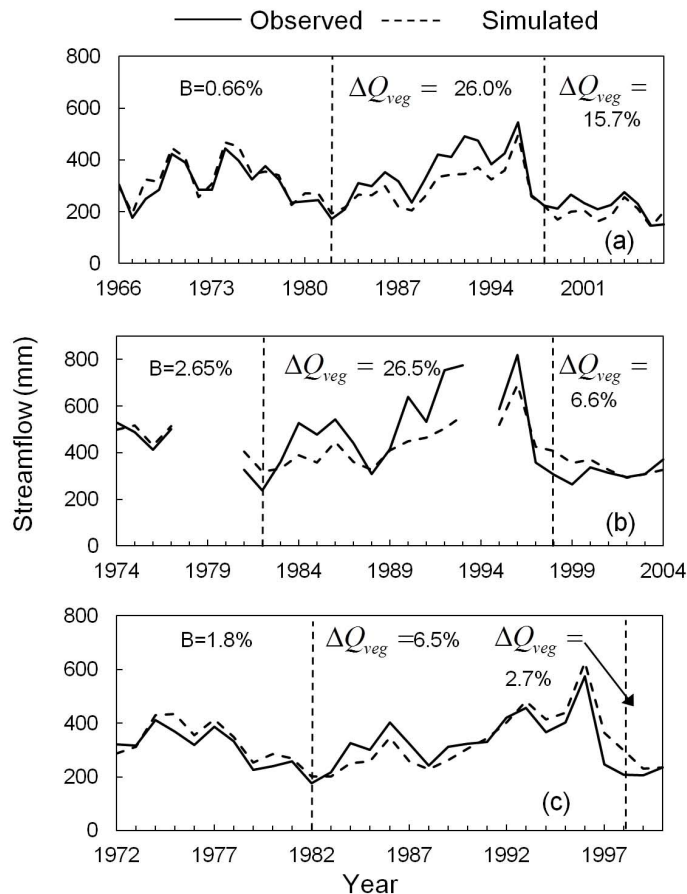 Observed Simulated
Streamflow (mm)
B=0.66% ΔQveg = 26.0% ΔQveg = 15.7%
800
600
400
200
0
(a)
1966 1973 1980 1987 1994 2001
B=2.65% ΔQveg = 26.5% ΔQveg = 6.6%
800
600
400
200
0
(b)
1974 1979 1984 1989 1994 1999 2004
B=1.8% ΔQveg =6.5% ΔQveg = 2.7%
800
600
400
200
0
(c)
1972 1977 1982 1987 1992 1997
Year